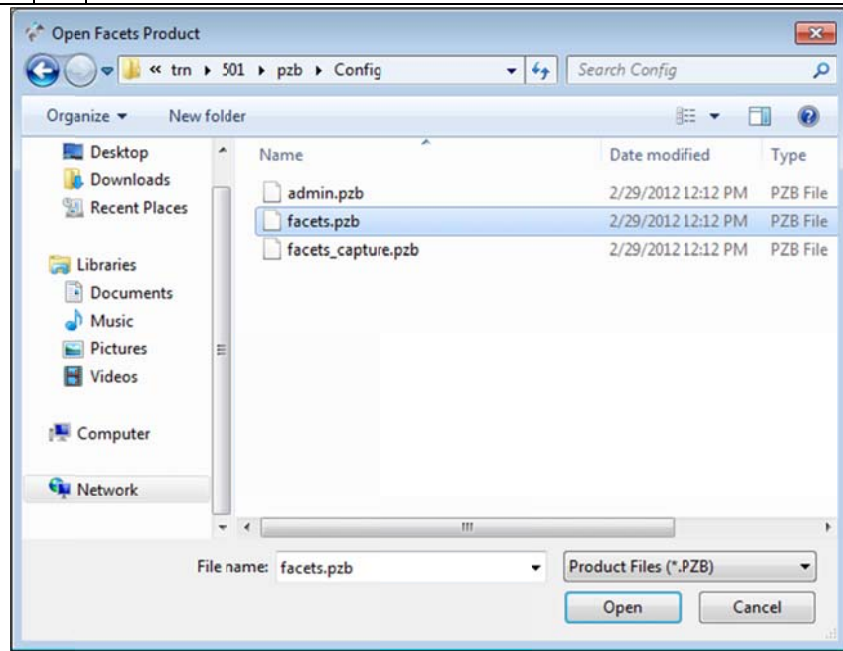 Open Facets Product
« trn ▸ 501 ▸ pzb ▸ Config
Search Config
Organize
New folder
Desktop
Downloads
Recent Places
Libraries
Documents
Music
Pictures
Videos
Computer
Network
Name Date modified Type
admin.pzb 2/29/2012 12:12 PM PZB File
facets.pzb 2/29/2012 12:12 PM PZB File
facets_capture.pzb 2/29/2012 12:12 PM PZB File
File name: facets.pzb
Product Files (*.PZB)
Open Cancel